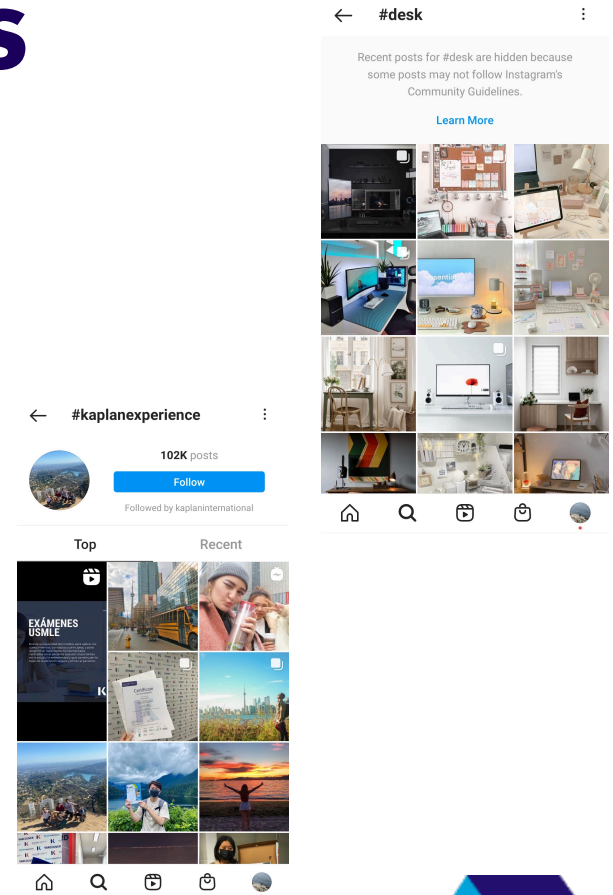 s
#desk
Recent posts for #desk are hidden because
some posts may not follow Instagram's
Community Guidelines.
Learn More
#kaplanexperience
102K posts
Follow
Followed by kaplaninternational
Top
Recent
EXÁMENES
USMLE
K
Certificate